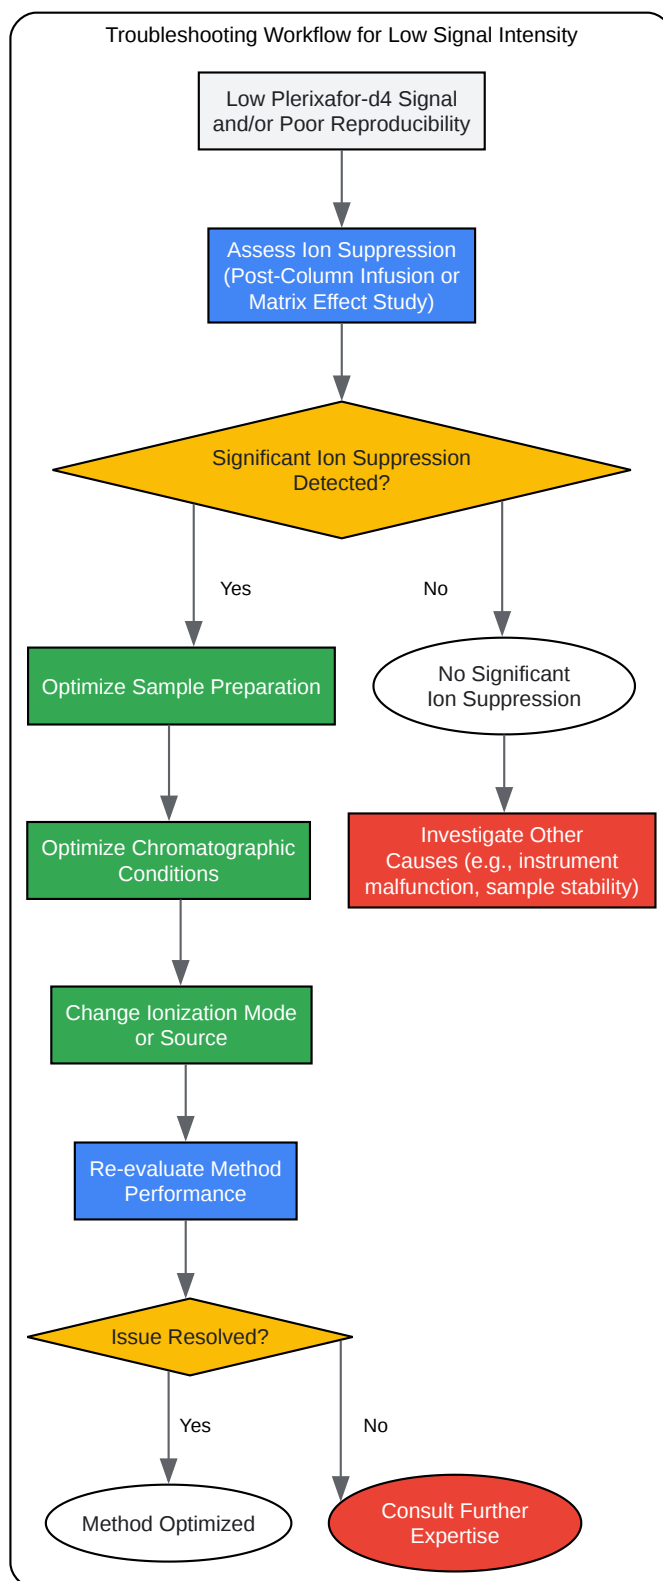 Troubleshooting Workflow for Low Signal Intensity
Low Plerixafor-d4 Signal
and/or Poor Reproducibility
Assess Ion Suppression
(Post-Column Infusion or
Matrix Effect Study)
Significant Ion Suppression
Detected?
Yes
No
Optimize Sample Preparation
No Significant
Ion Suppression
Optimize Chromatographic
Conditions
Investigate Other
Causes (e.g., instrument
malfunction, sample stability)
Change Ionization Mode
or Source
Re-evaluate Method
Performance
Issue Resolved?
Yes
No
Method Optimized
Consult Further
Expertise